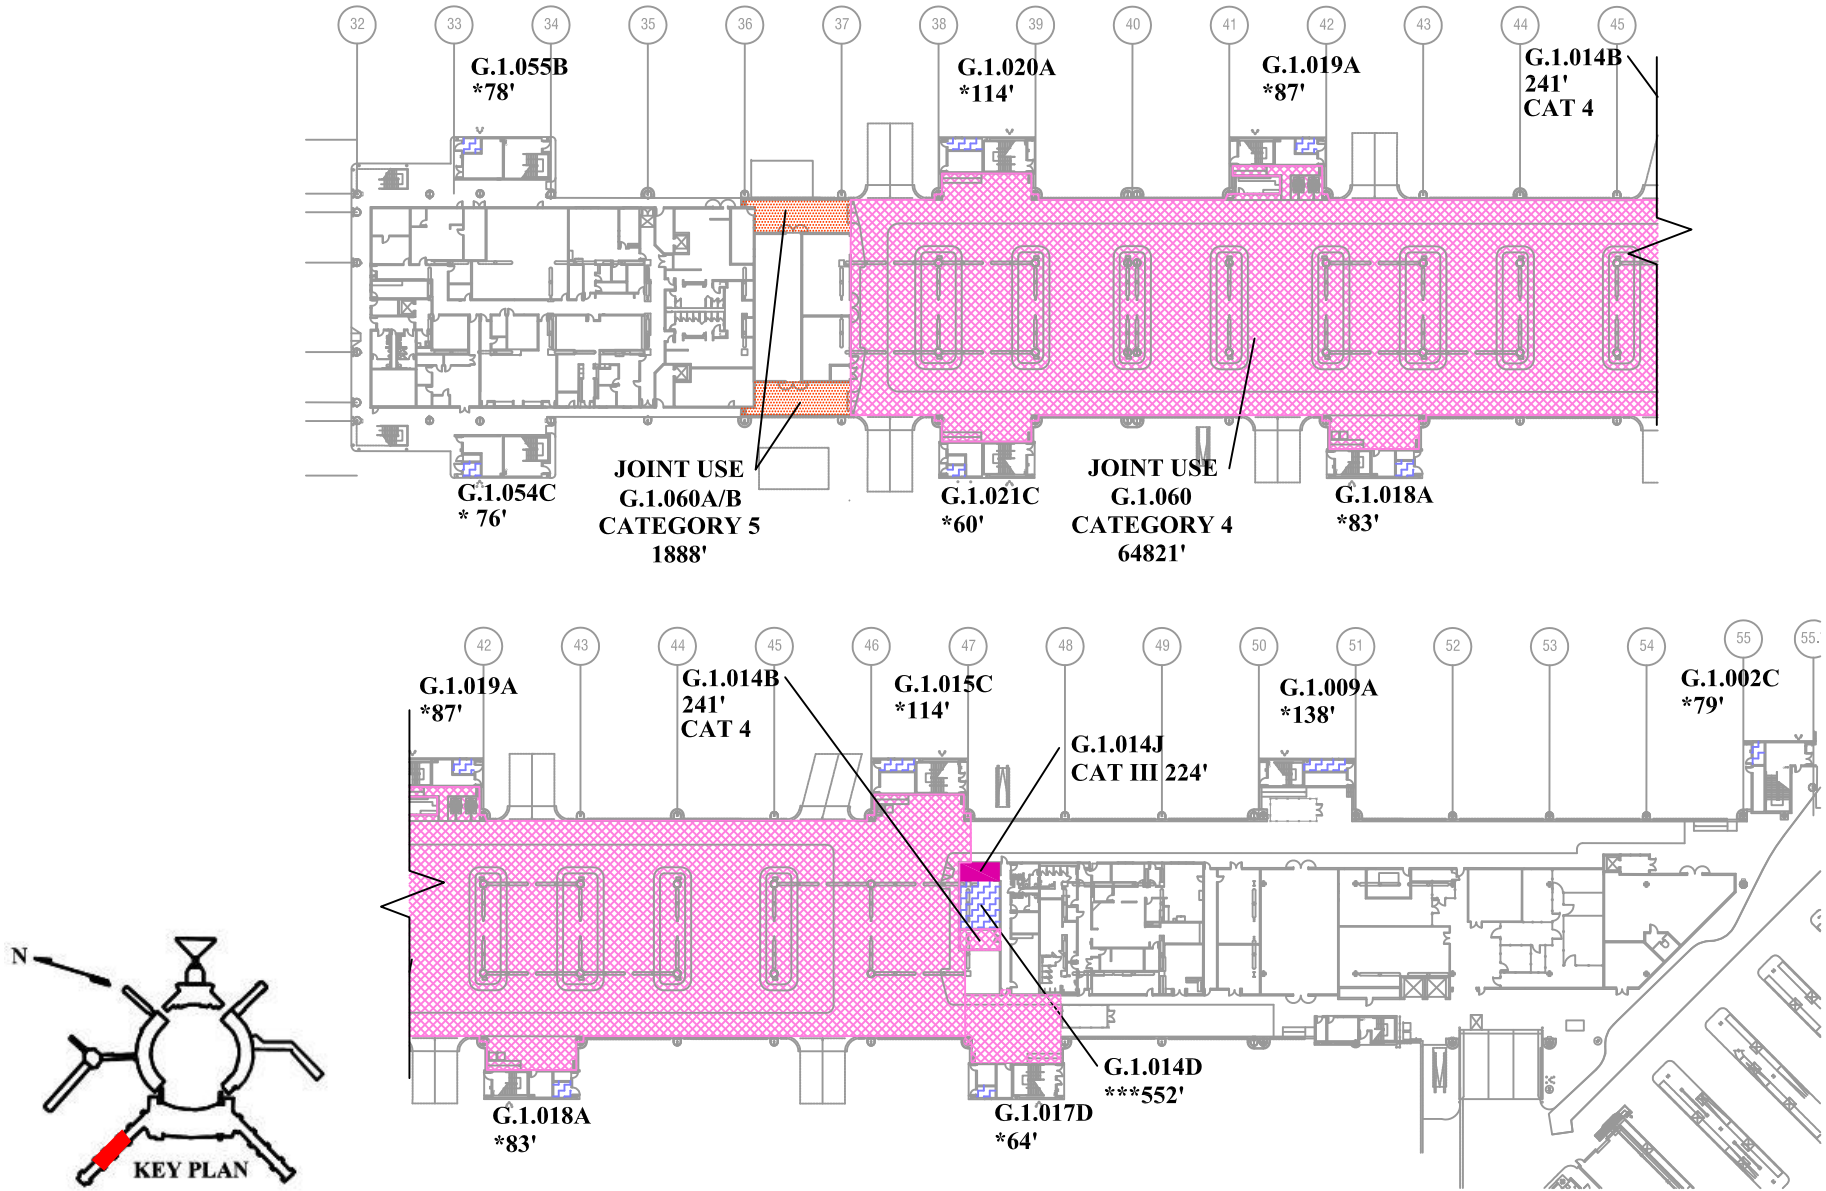 32 33 34 35 36 37 38 39 40 41 42 43 44 45
G.1.055B
*78'
G.1.020A
*114'
G.1.019A
*87'
G.1.014B
241'
CAT 4
G.1.054C
* 76'
JOINT USE
G.1.060A/B
CATEGORY 5
1888'
G.1.021C
*60'
JOINT USE
G.1.060
CATEGORY 4
64821'
G.1.018A
*83'
42 43 44 45 46 47 48 49 50 51 52 53 54 55 55.
G.1.019A
*87'
G.1.014B
241'
CAT 4
G.1.015C
*114'
G.1.014J
CAT III 224'
G.1.009A
*138'
G.1.002C
*79'
G.1.018A
*83'
G.1.017D
*64'
G.1.014D
***552'
N
KEY PLAN